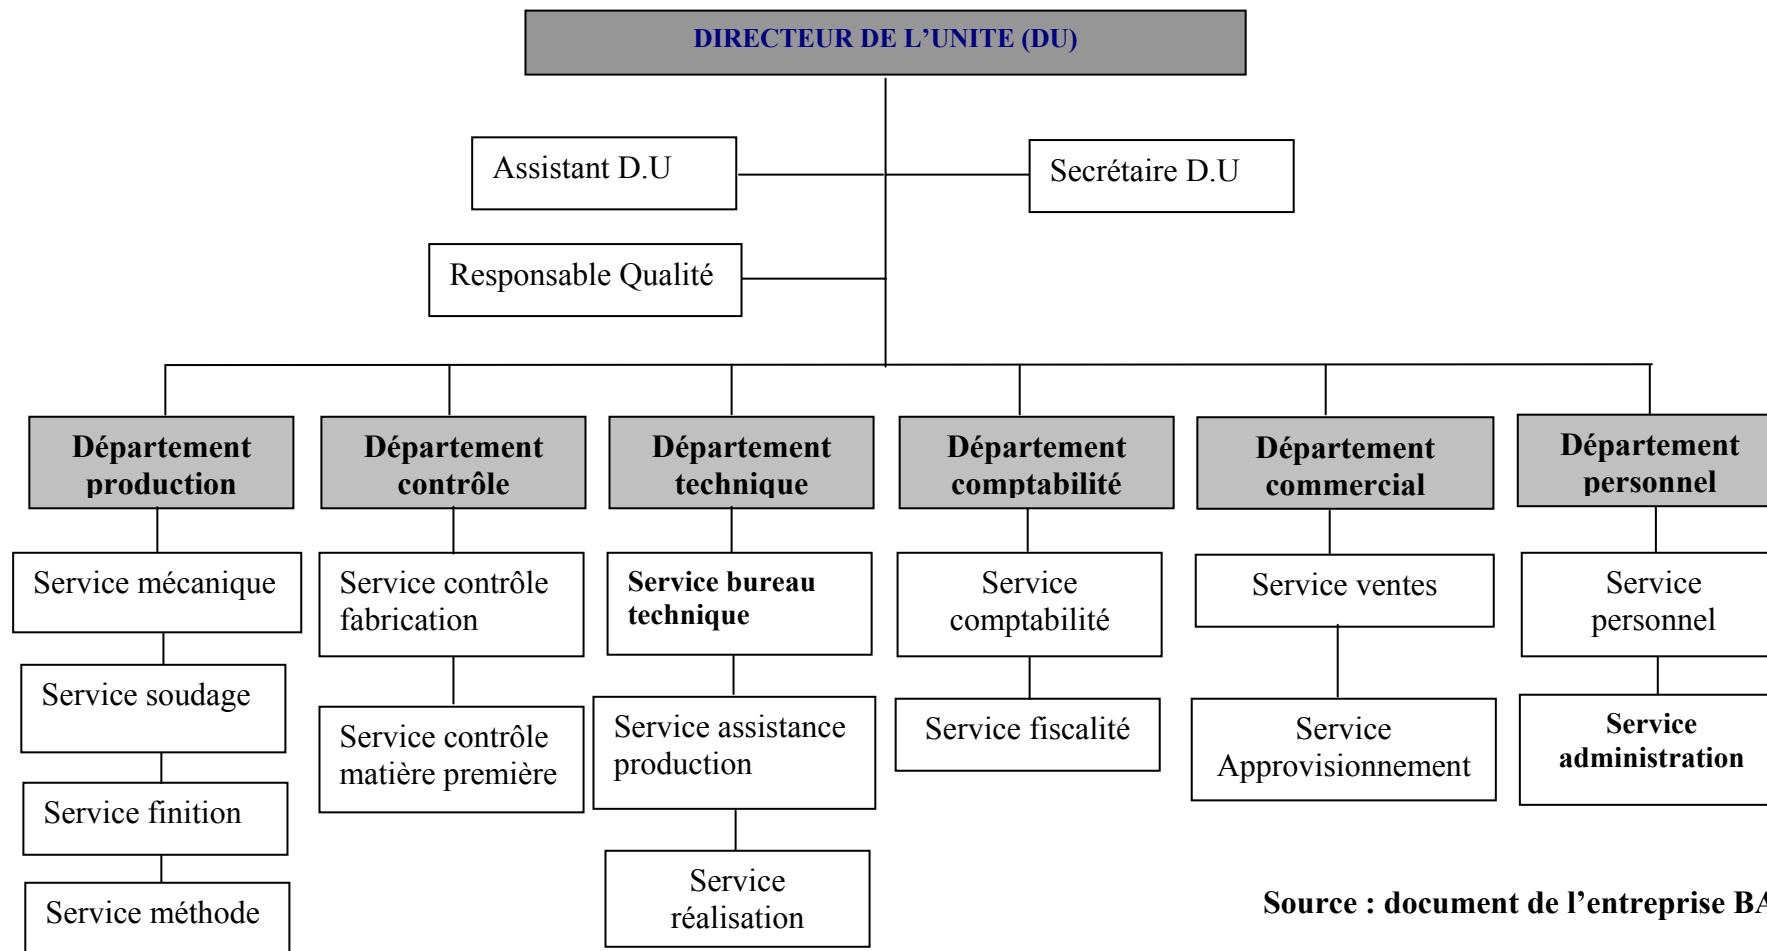 DIRECTEUR DE L’UNITE (DU)
Assistant D.U
Secrétaire D.U
Responsable Qualité
Département
production
Département
contrôle
Département
technique
Département
comptabilité
Département
commercial
Département
personnel
Service mécanique
Service soudage
Service finition
Service méthode
Service contrôle
fabrication
Service contrôle
matière première
Service bureau
technique
Service assistance
production
Service
réalisation
Service
comptabilité
Service fiscalité
Service ventes
Service
Approvisionnement
Service
personnel
Service
administration
Source : document de l’entreprise BA